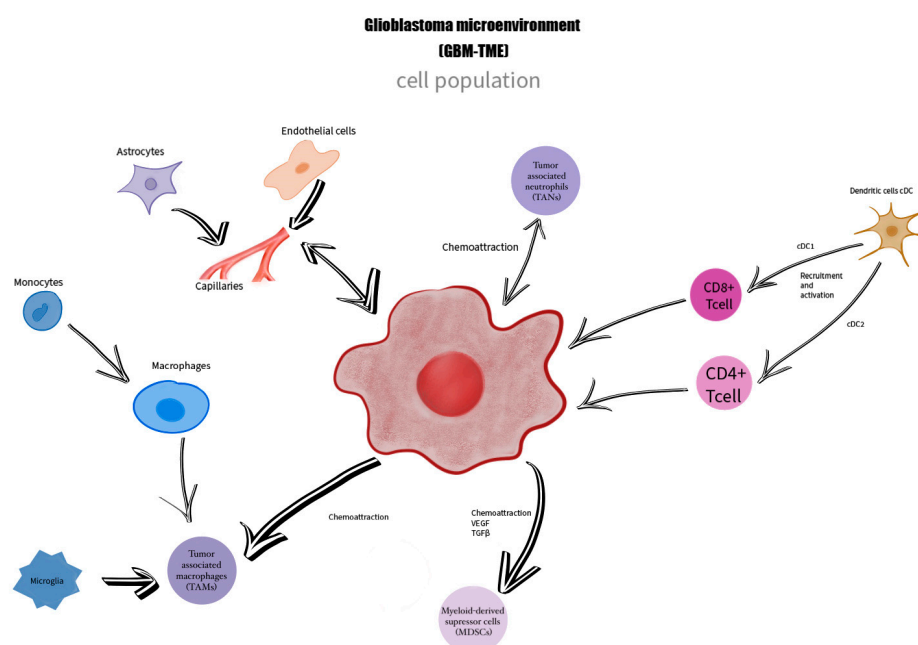 Glioblastoma microenvironment
(GBM-TME)
cell population
Endothelial cells
Astrocytes
Tumor
associated
neutrophils
(TANs)
Dendritic cells cDC
Chemoattraction
cDC1
Capillaries
Recruitment
and
activation
Monocytes
CD8+
Tcell
cDC2
Macrophages
CD4+
Tcell
Chemoattraction
Chemoattraction
VEGF
TGFβ
Tumor
associated
macrophages
(TAMs)
Microglia
Myeloid-derived
supressor cells
(MDSCs)